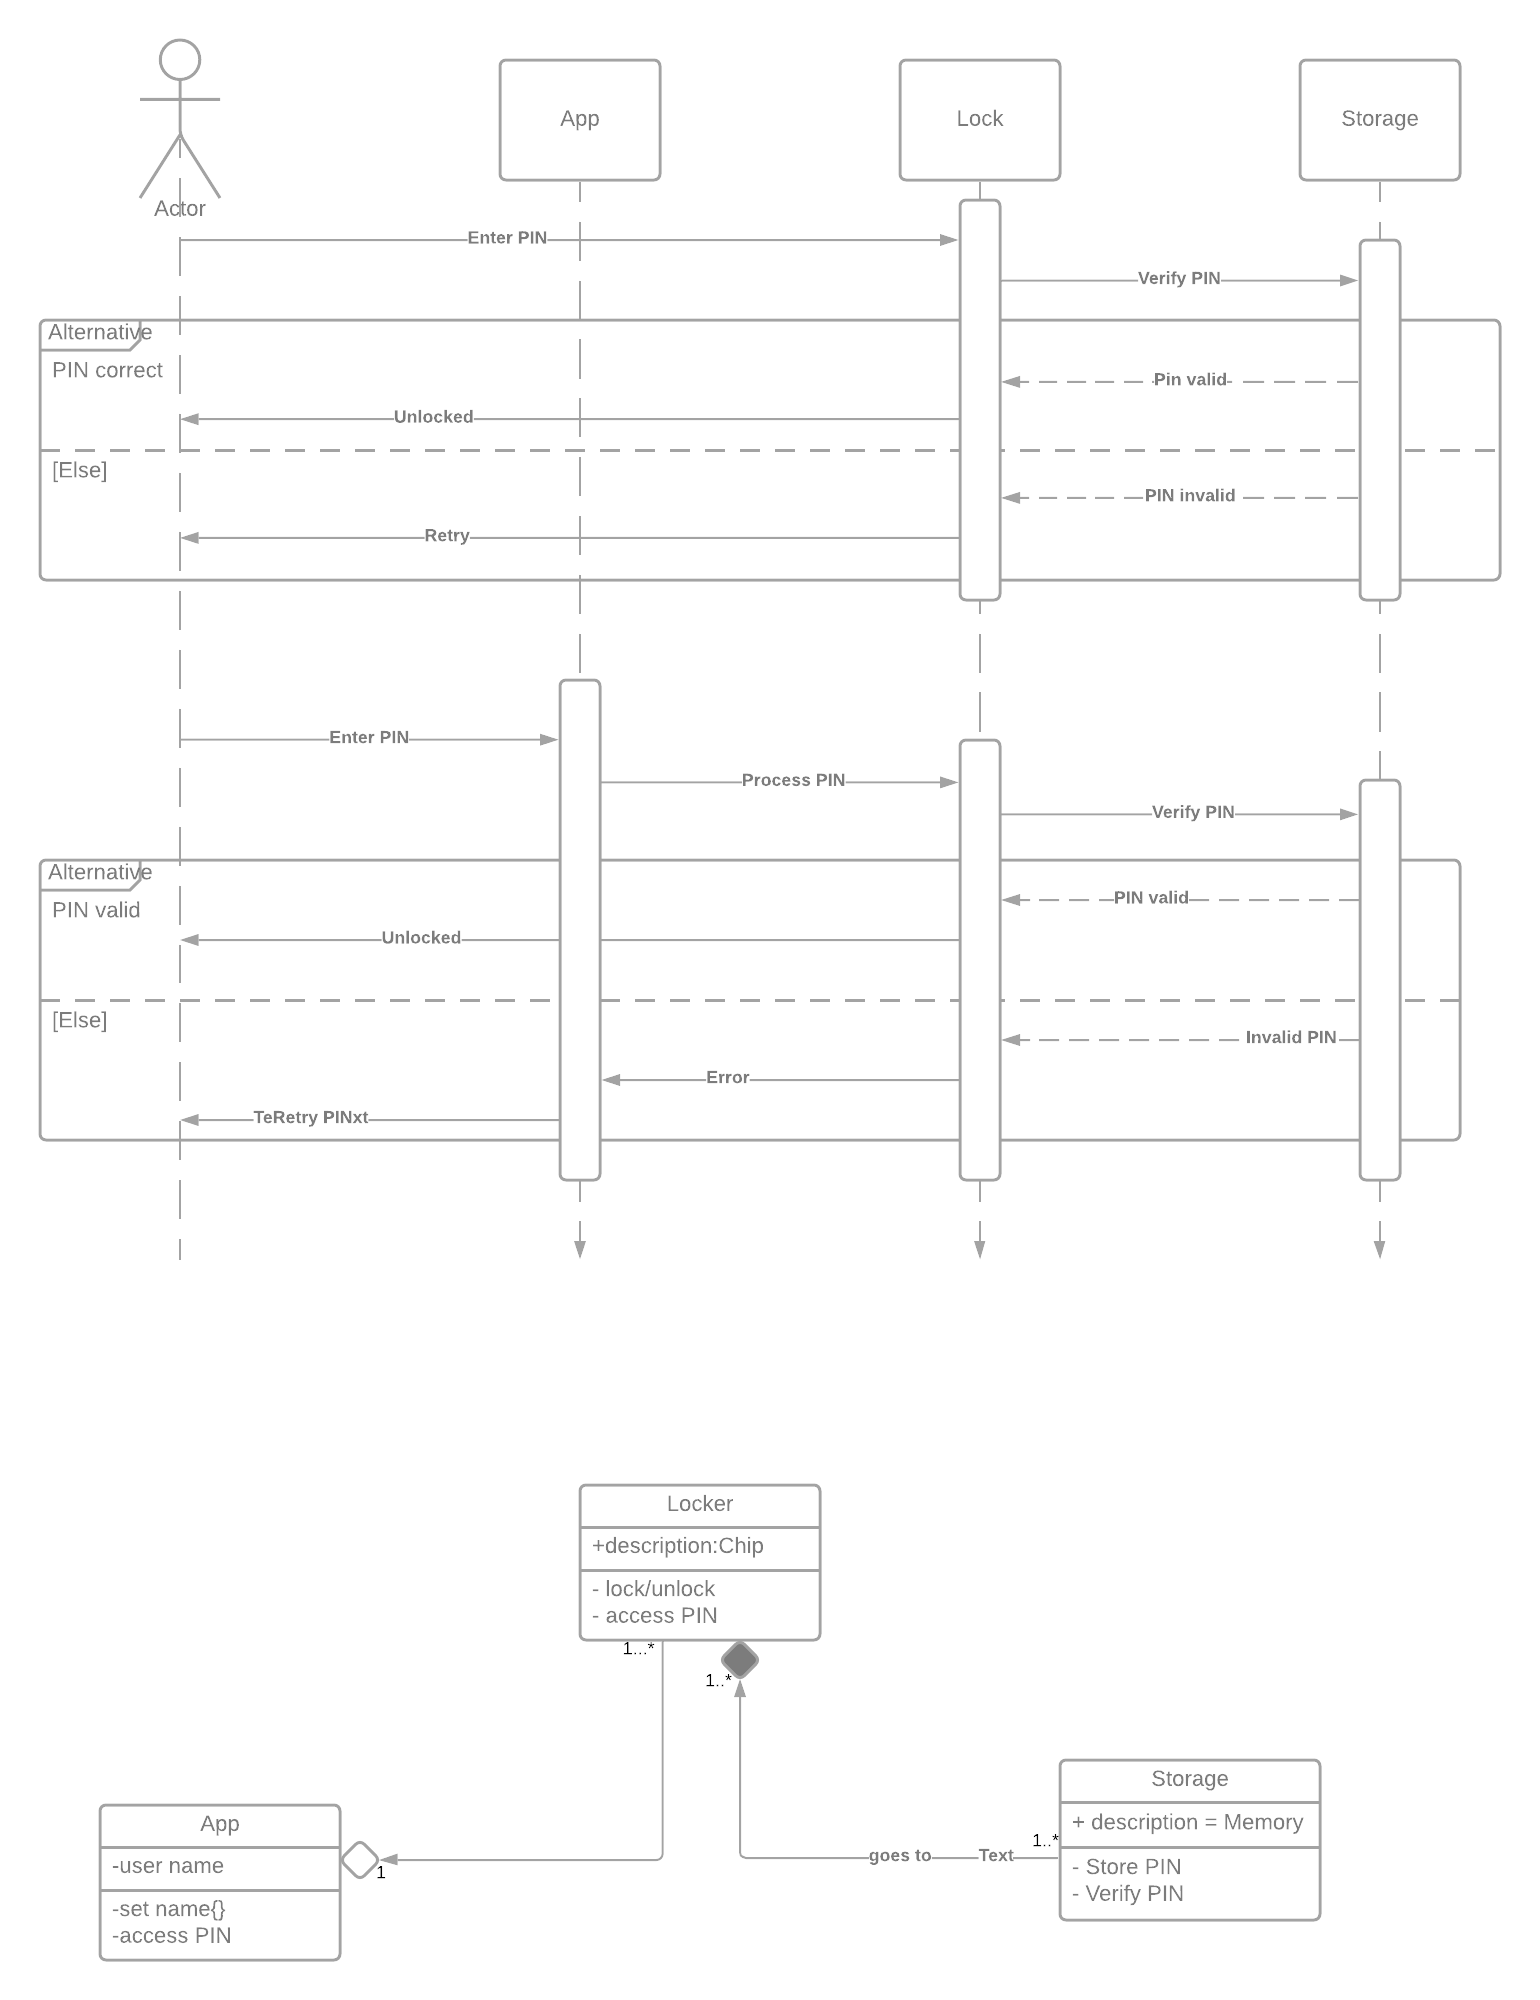 App
Lock
Storage
Actor
Enter PIN
Verify PIN
Alternative
PIN correct
Pin valid
Unlocked
[Else]
PIN invalid
Retry
Enter PIN
Process PIN
Verify PIN
Alternative
PIN valid
PIN valid
Unlocked
[Else]
Invalid PIN
Error
TeRetry PINxt
Locker
+description:Chip
- lock/unlock
- access PIN
1...*
1..*
Storage
+ description = Memory
- Store PIN
- Verify PIN
1..*
goes to
Text
App
-user name
-set name{}
-access PIN
1